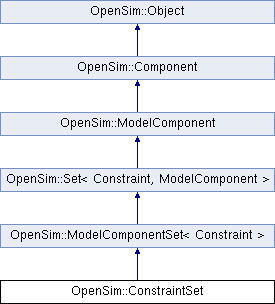 OpenSim::Object
OpenSim::Component
OpenSim::ModelComponent
OpenSim::Set< Constraint, ModelComponent >
OpenSim::ModelComponentSet< Constraint >
OpenSim::ConstraintSet